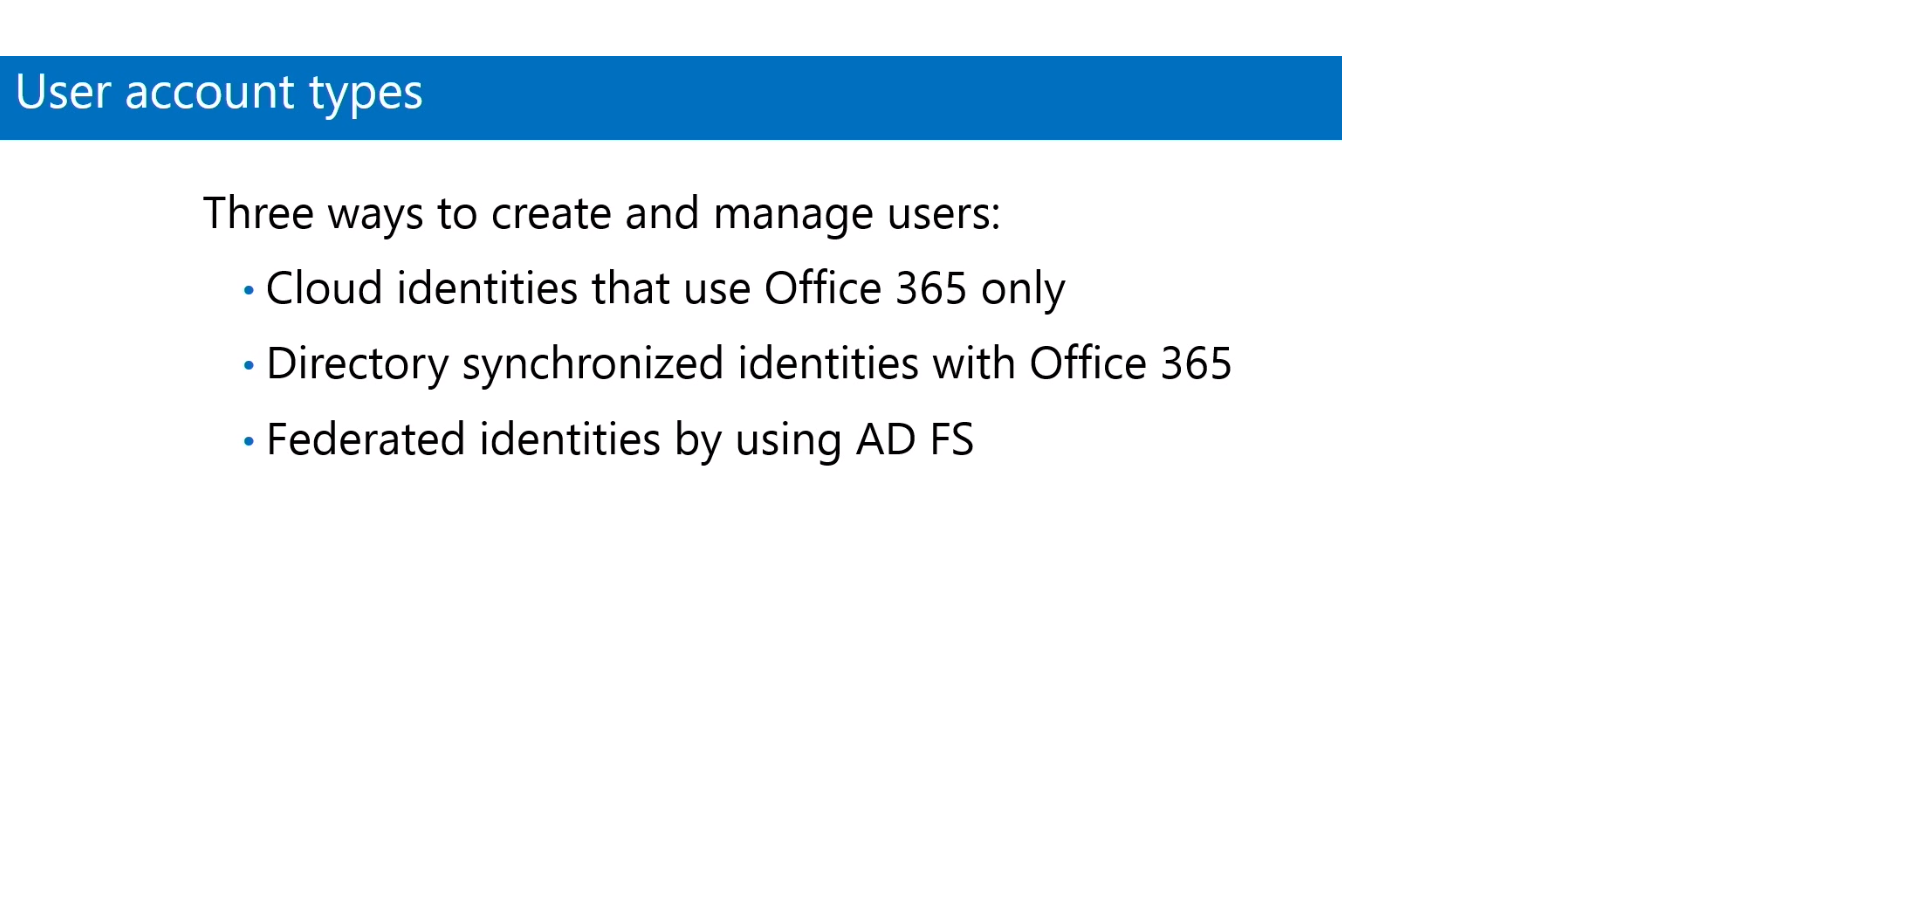 User account types
Three ways to create and manage users:
• Cloud identities that use Office 365 only
• Directory synchronized identities with Office 365
• Federated identities by using AD FS